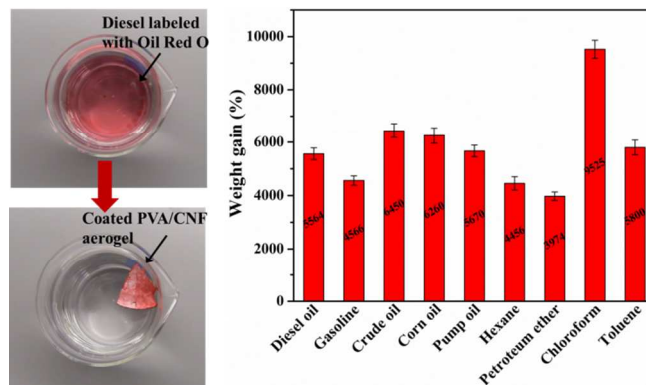 Diesel labeled
with Oil Red O
Coated PVA/CNF
aerogel
Weight gain (%)
10000
8000
6000
4000
2000
0
5564
4566
6450
6260
5670
4456
3974
9525
5800
Diesel oil
Gasoline
Crude oil
Corn oil
Pump oil
Hexane
Petroteum ether
Chloroform
Toluene